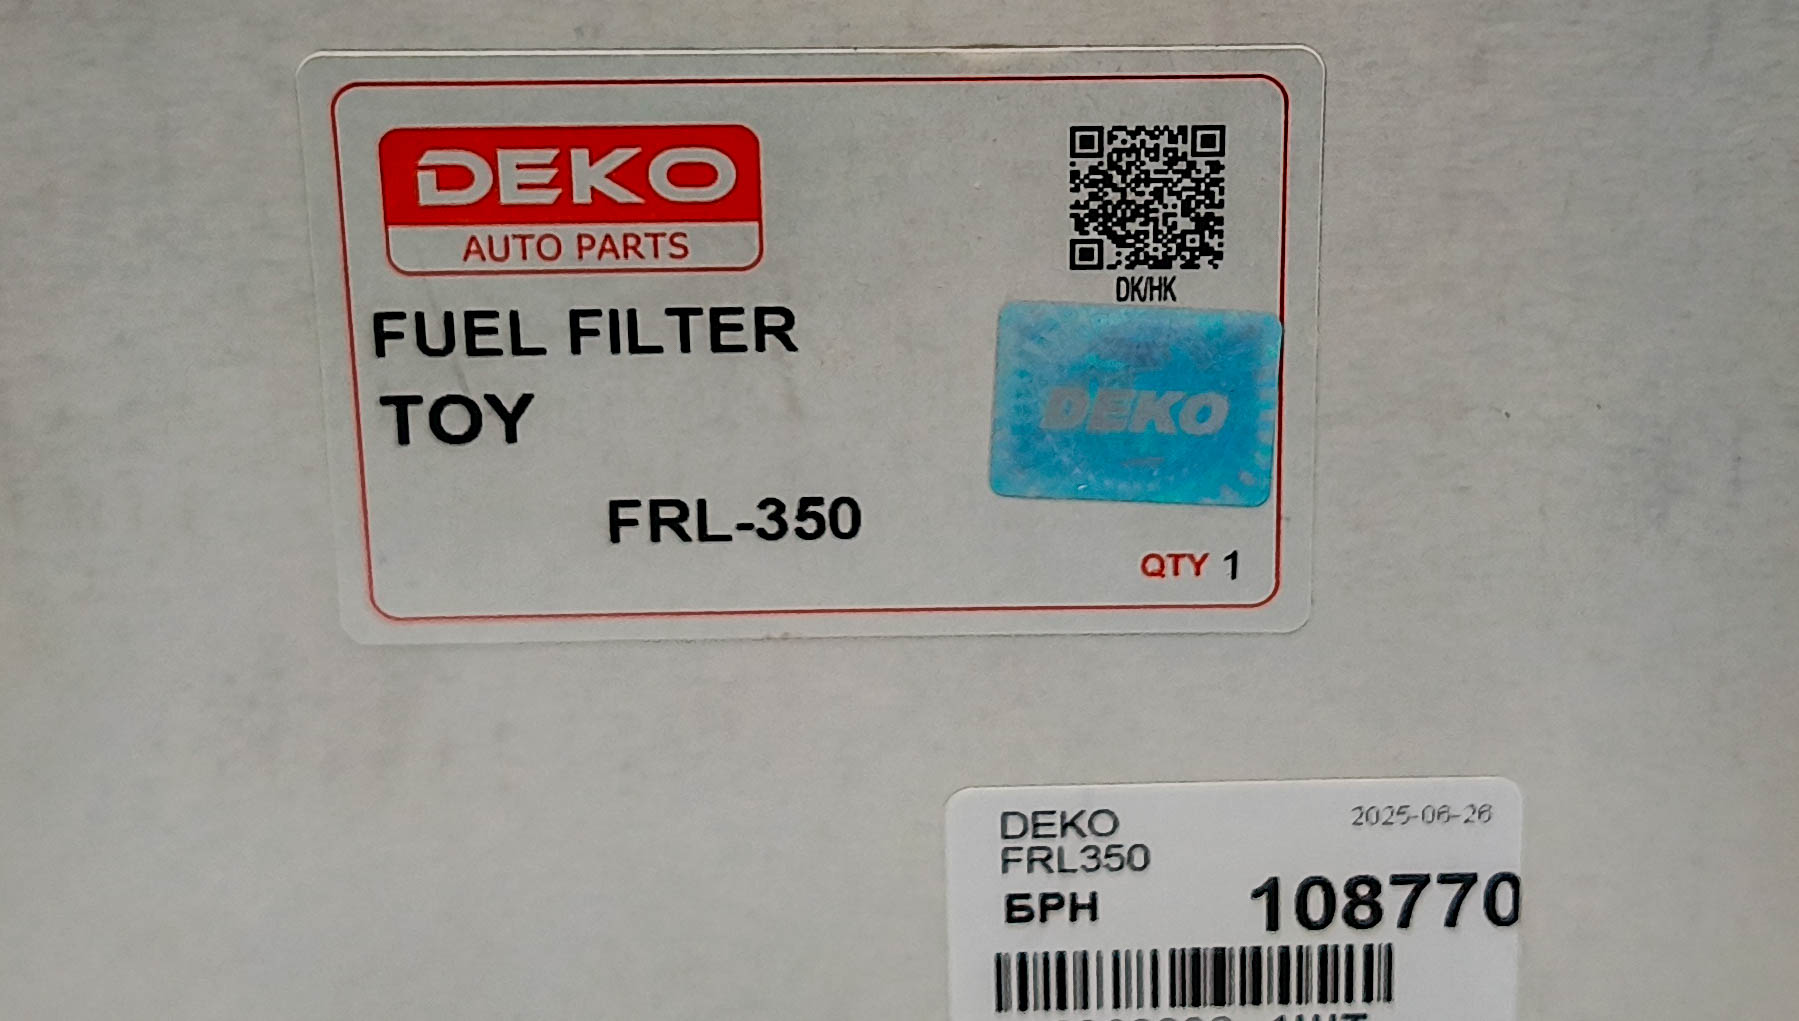 DEKO
AUTO PARTS
DK/HK
FUEL FILTER
TOY
DEKO
FRL-350
QTY 1
DEKO
2025-06-26
FRL350
БРН
108770